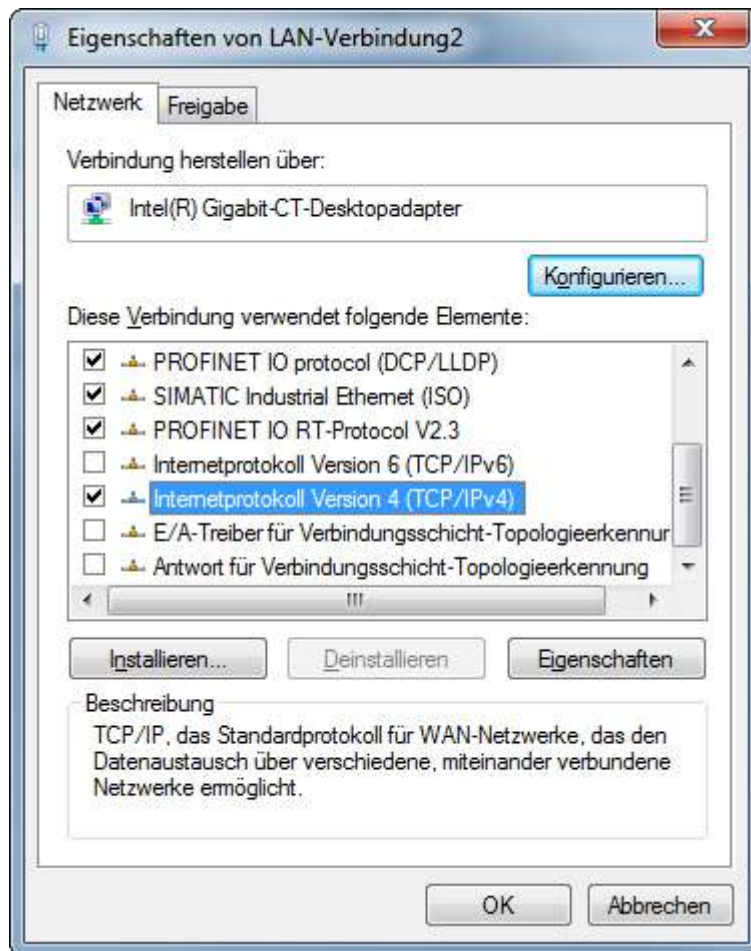 Eigenschaften von LAN-Verbindung2
Netzwerk
Freigabe
Verbindung herstellen über:
Intel(R) Gigabit-CT-Desktopadapter
Konfigurieren...
Diese Verbindung verwendet folgende Elemente:
PROFINET IO protocol (DCP/LLDP)
SIMATIC Industrial Ethernet (ISO)
PROFINET IO RT-Protocol V2.3
Internetprotokoll Version 6 (TCP/IPv6)
Internetprotokoll Version 4 (TCP/IPv4)
E/A-Treiber für Verbindungsschicht-Topologieerkennur
Antwort für Verbindungsschicht-Topologieerkennung
Installieren...
Deinstallieren
Eigenschaften
Beschreibung
TCP/IP, das Standardprotokoll für WAN-Netzwerke, das den
Datenaustausch über verschiedene, miteinander verbundene
Netzwerke ermöglicht.
OK
Abbrechen